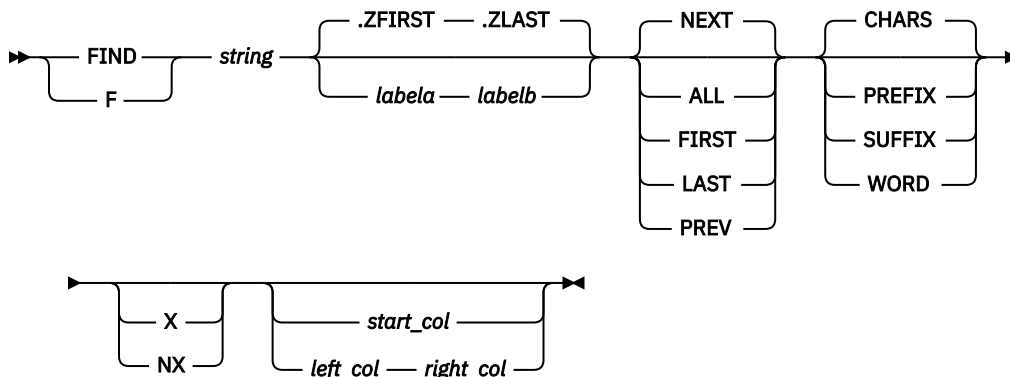 .ZFIRST .ZLAST NEXT CHARS
FIND string
F labela labelb ALL PREFIX
FIRST SUFFIX
LAST WORD
PREV
X start_col
NX left_col right_col